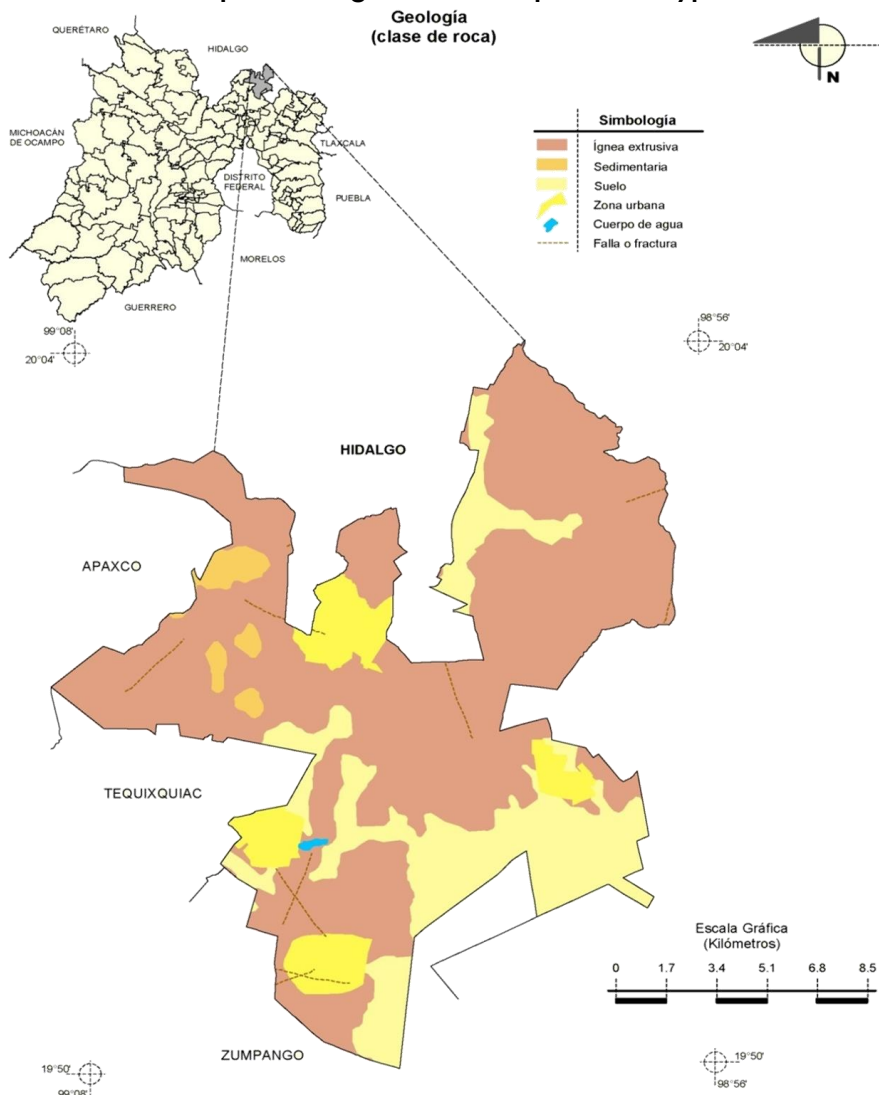 Geología
(clase de roca)
QUERÉTARO
HIDALGO
MICHOACÁN
DE OCAMPO
TLAXCALA
DISTRITO
FEDERAL
PUEBLA
MORELOS
GUERRERO
N
Simbología
Ígnea extrusiva
Sedimentaria
Suelo
Zona urbana
Cuerpo de agua
Falla o fractura
99°08'
20°04'
98°56'
20°04'
HIDALGO
APAXCO
TEQUIXQUIAC
ZUMPANGO
Escala Gráfica
(Kilómetros)
0 1.7 3.4 5.1 6.8 8.5
19°50'
99°08'
19°50'
98°56'